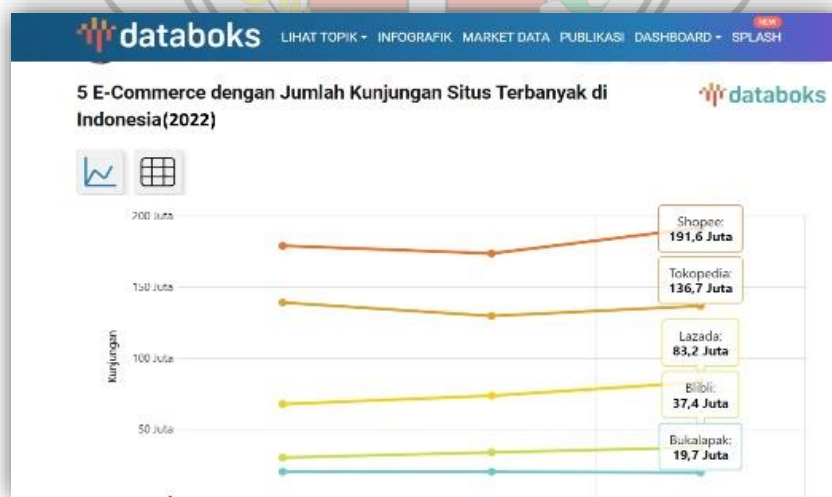 databoks LIHAT TOPIK INFOGRAFIK MARKET DATA PUBLIKASI DASHBOARD SPLASH
NEW
5 E-Commerce dengan Jumlah Kunjungan Situs Terbanyak di
Indonesia(2022)
databoks
200 Juta
150 Juta
100 Juta
50 Juta
Kunjungan
Shopee:
191,6 Juta
Tokopedia:
136,7 Juta
Lazada:
83,2 Juta
Blibli:
37,4 Juta
Bukalapak:
19,7 Juta